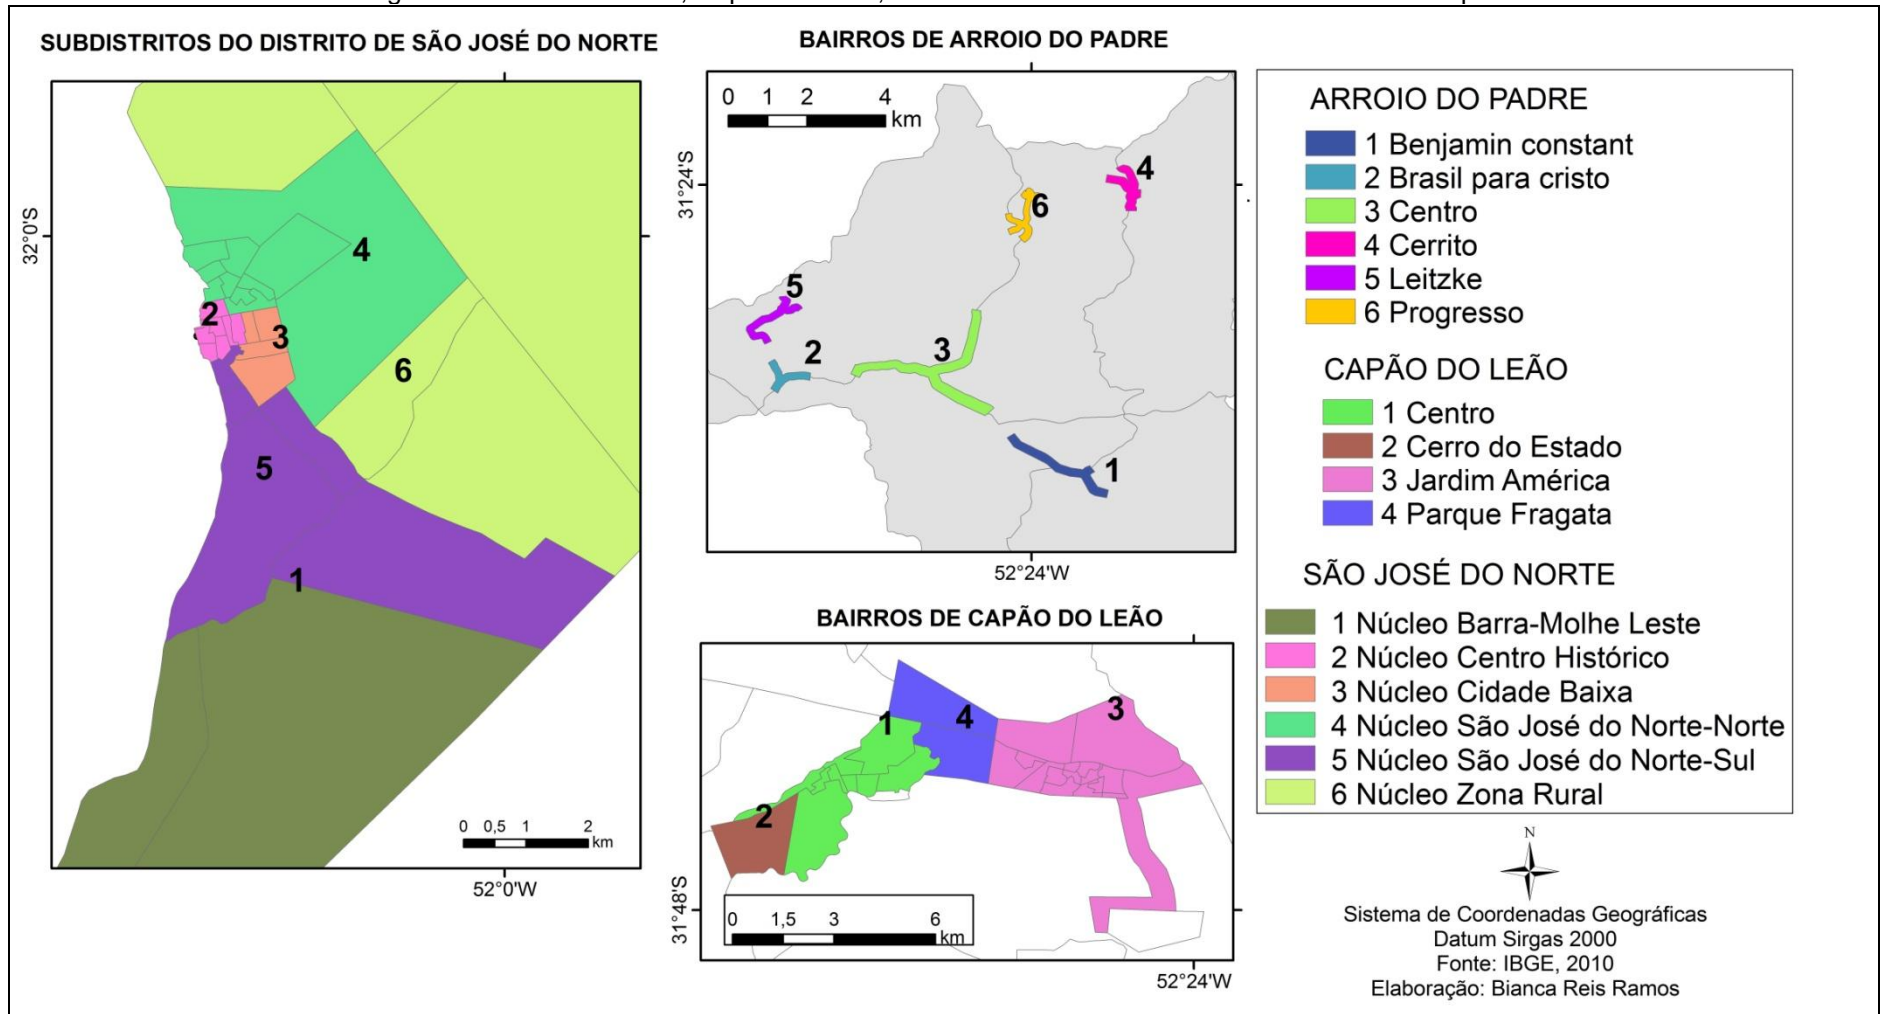 SUBDISTRITOS DO DISTRITO DE SÃO JOSÉ DO NORTE
32°0'S
4
2
3
6
5
1
0 0,5 1 2
km
52°0'W
BAIRROS DE ARROIO DO PADRE
0 1 2 4
km
31°24'S
4
6
5
2
3
1
52°24'W
BAIRROS DE CAPÃO DO LEÃO
1
4
3
2
31°48'S
0 1,5 3 6
km
52°24'W
ARROIO DO PADRE
1 Benjamin constant
2 Brasil para cristo
3 Centro
4 Cerrito
5 Leitzke
6 Progresso
CAPÃO DO LEÃO
1 Centro
2 Cerro do Estado
3 Jardim América
4 Parque Fragata
SÃO JOSÉ DO NORTE
1 Núcleo Barra-Molhe Leste
2 Núcleo Centro Histórico
3 Núcleo Cidade Baixa
4 Núcleo São José do Norte-Norte
5 Núcleo São José do Norte-Sul
6 Núcleo Zona Rural
N
Sistema de Coordenadas Geográficas
Datum Sirgas 2000
Fonte: IBGE, 2010
Elaboração: Bianca Reis Ramos